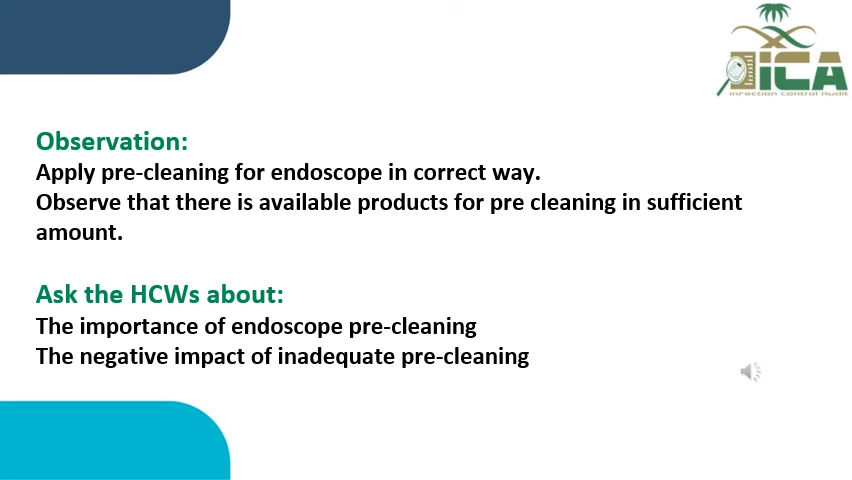 ICA
Infection Control Audit
Observation:
Apply pre-cleaning for endoscope in correct way.
Observe that there is available products for pre cleaning in sufficient
amount.
Ask the HCWs about:
The importance of endoscope pre-cleaning
The negative impact of inadequate pre-cleaning